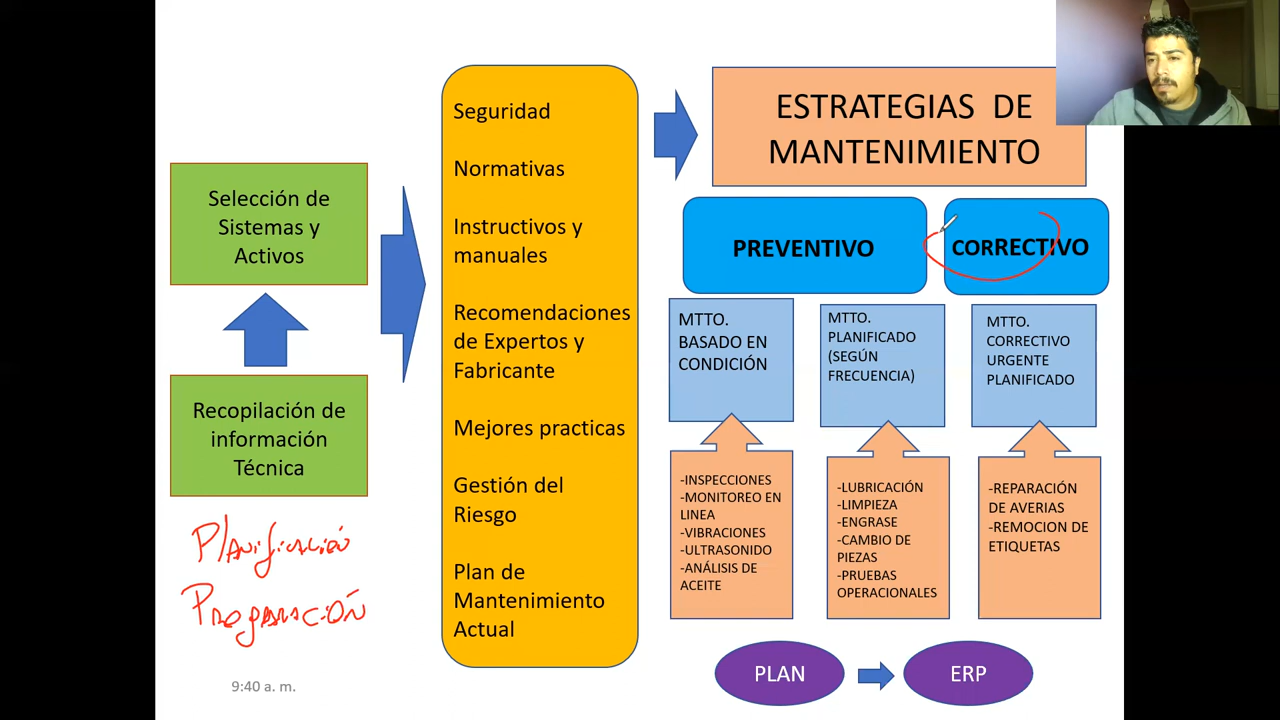 Selección de
Sistemas y
Activos
Recopilación de
información
Técnica
Planificación
Programación
9:40 a. m.
Seguridad
Normativas
Instructivos y
manuales
Recomendaciones
de Expertos y
Fabricante
Mejores practicas
Gestión del
Riesgo
Plan de
Mantenimiento
Actual
ESTRATEGIAS DE
MANTENIMIENTO
PREVENTIVO
CORRECTIVO
MTTO.
BASADO EN
CONDICIÓN
MTTO.
PLANIFICADO
(SEGÚN
FRECUENCIA)
MTTO.
CORRECTIVO
URGENTE
PLANIFICADO
-INSPECCIONES
-MONITOREO EN
LINEA
-VIBRACIONES
-ULTRASONIDO
-ANÁLISIS DE
ACEITE
-LUBRICACIÓN
-LIMPIEZA
-ENGRASE
-CAMBIO DE
PIEZAS
-PRUEBAS
OPERACIONALES
-REPARACIÓN
DE AVERIAS
-REMOCION DE
ETIQUETAS
PLAN
ERP